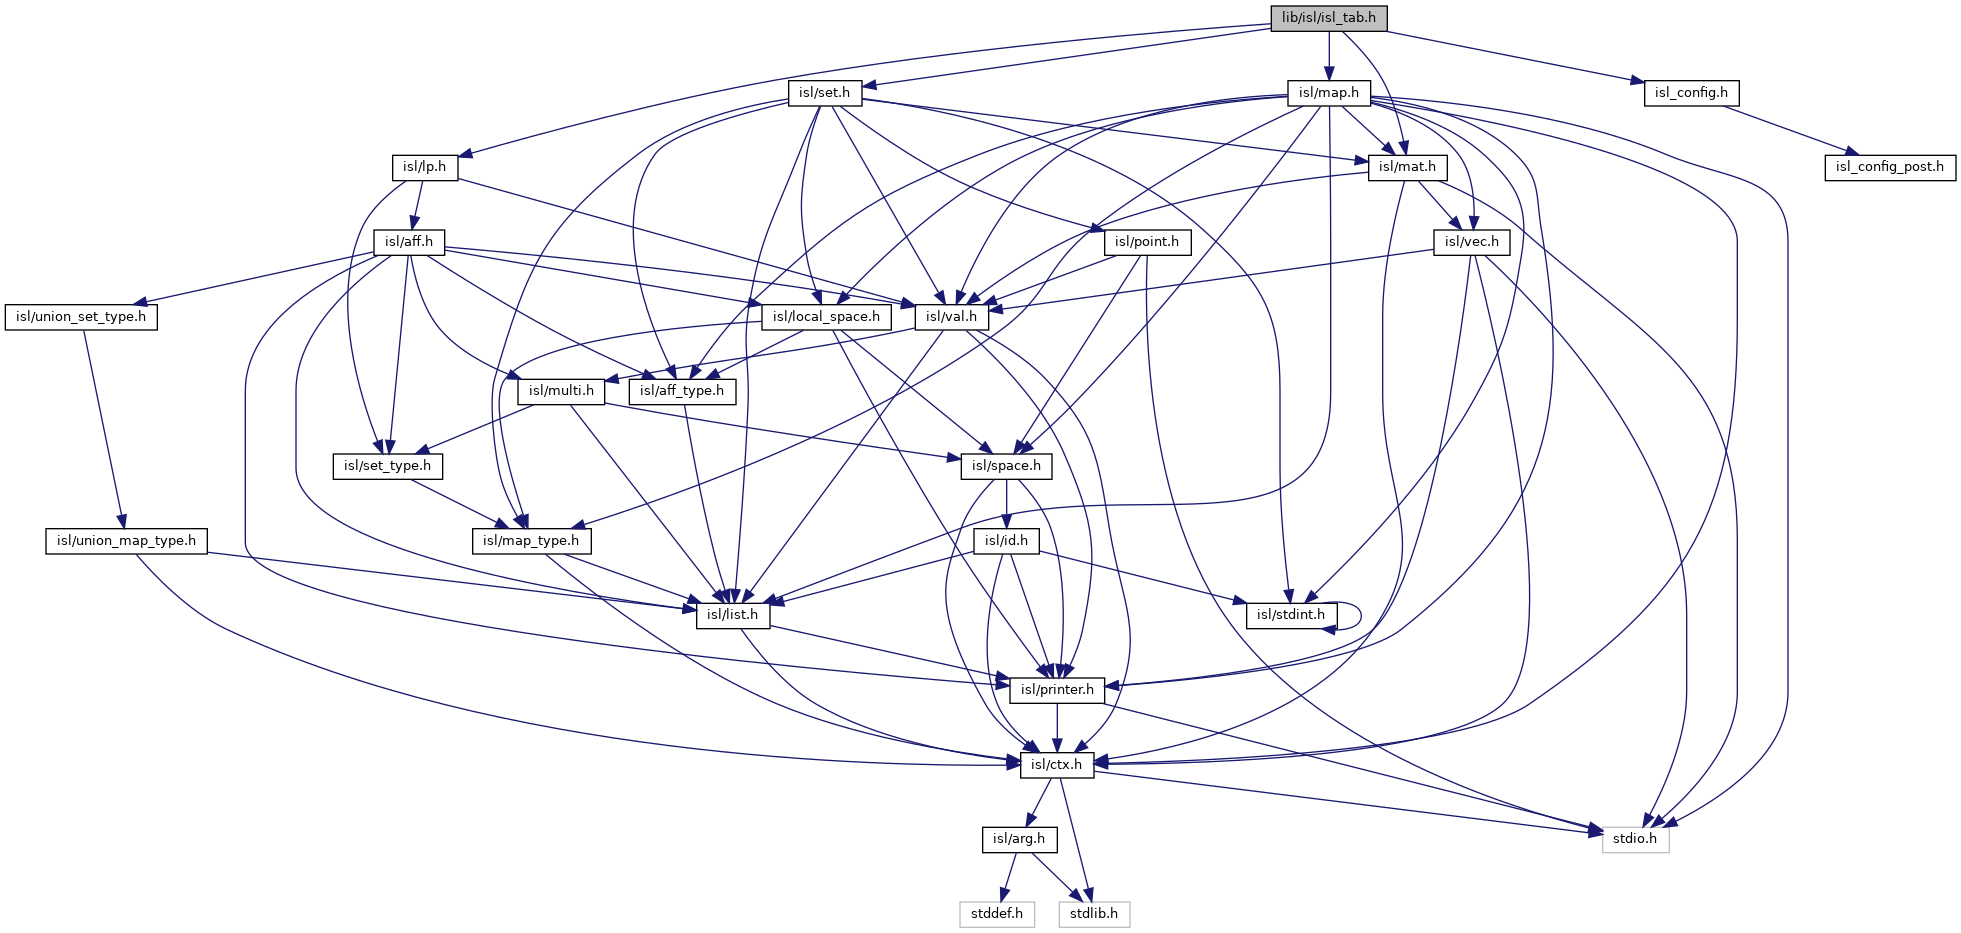 lib/isl/isl_tab.h
isl/set.h
isl/map.h
isl_config.h
isl/lp.h
isl/mat.h
isl_config_post.h
isl/aff.h
isl/point.h
isl/vec.h
isl/union_set_type.h
isl/local_space.h
isl/val.h
isl/multi.h
isl/aff_type.h
isl/set_type.h
isl/space.h
isl/union_map_type.h
isl/map_type.h
isl/id.h
isl/list.h
isl/stdint.h
isl/printer.h
isl/ctx.h
isl/arg.h
stdio.h
stddef.h
stdlib.h